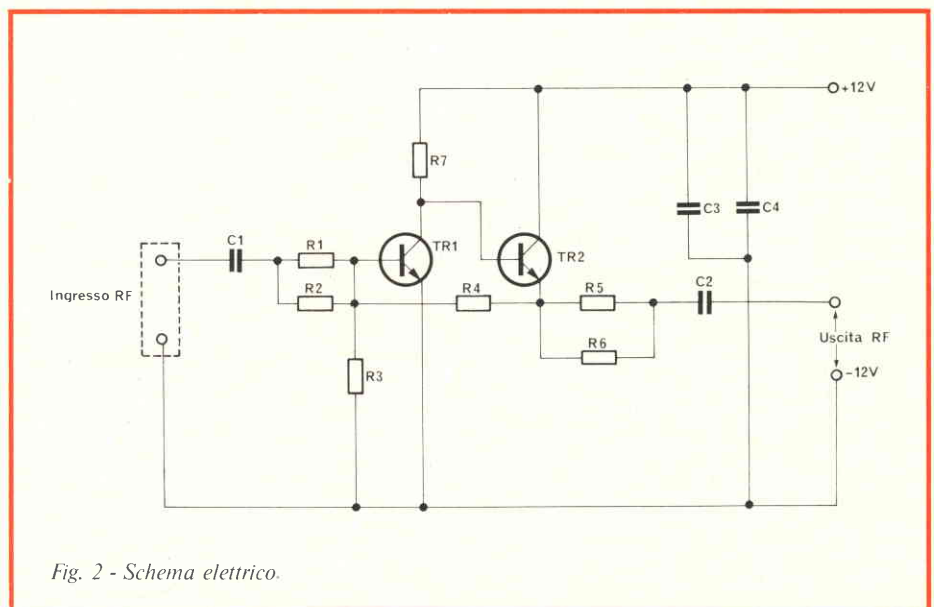 +12V
R7
C3
C4
C1
R1
TR1
TR2
R2
R4
R5
C2
Ingresso RF
R3
R6
Uscita RF
-12V
Fig. 2 - Schema elettrico.